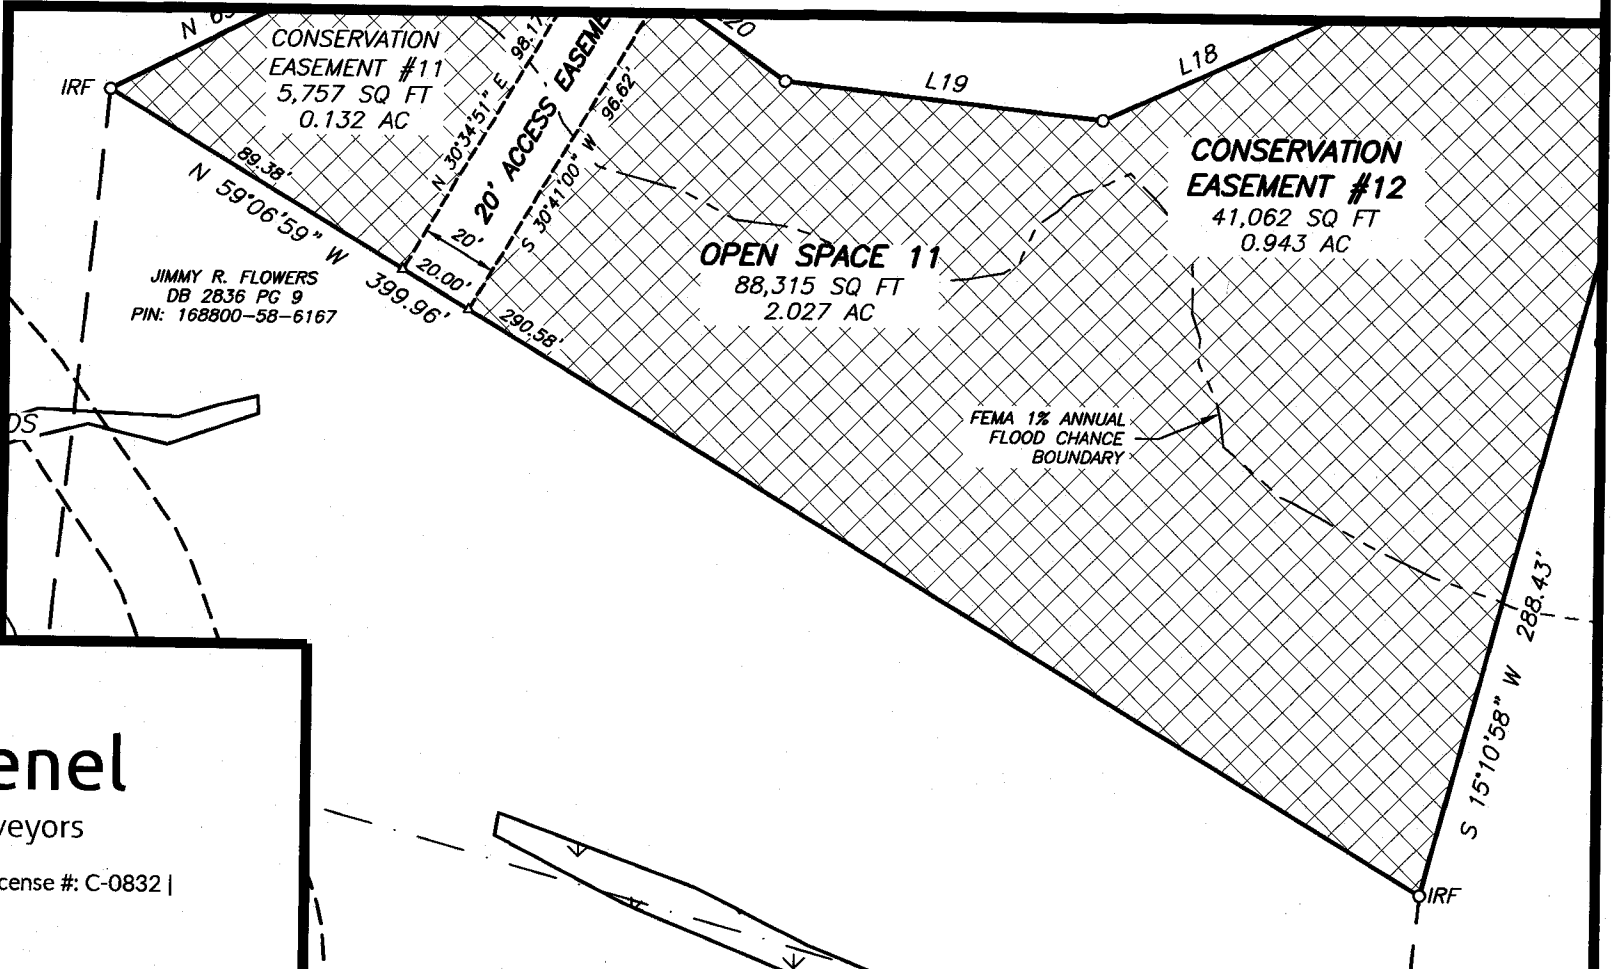 CONSERVATION
EASEMENT #11
5,757 SQ FT
0.132 AC
IRF
N 30°34'51" E 98.17'
20' ACCESS
S 30°41'00" W 96.62'
L19
L18
CONSERVATION
EASEMENT #12
41,062 SQ FT
0.943 AC
89.38'
N 59°06'59" W 399.96'
20'
20.00'
290.58'
OPEN SPACE 11
88,315 SQ FT
2.027 AC
JIMMY R. FLOWERS
DB 2836 PG 9
PIN: 168800-58-6167
FEMA 1% ANNUAL
FLOOD CHANCE
BOUNDARY
S 15°10'58" W 288.43'
IRF
enel
veyors
cense #: C-0832 |